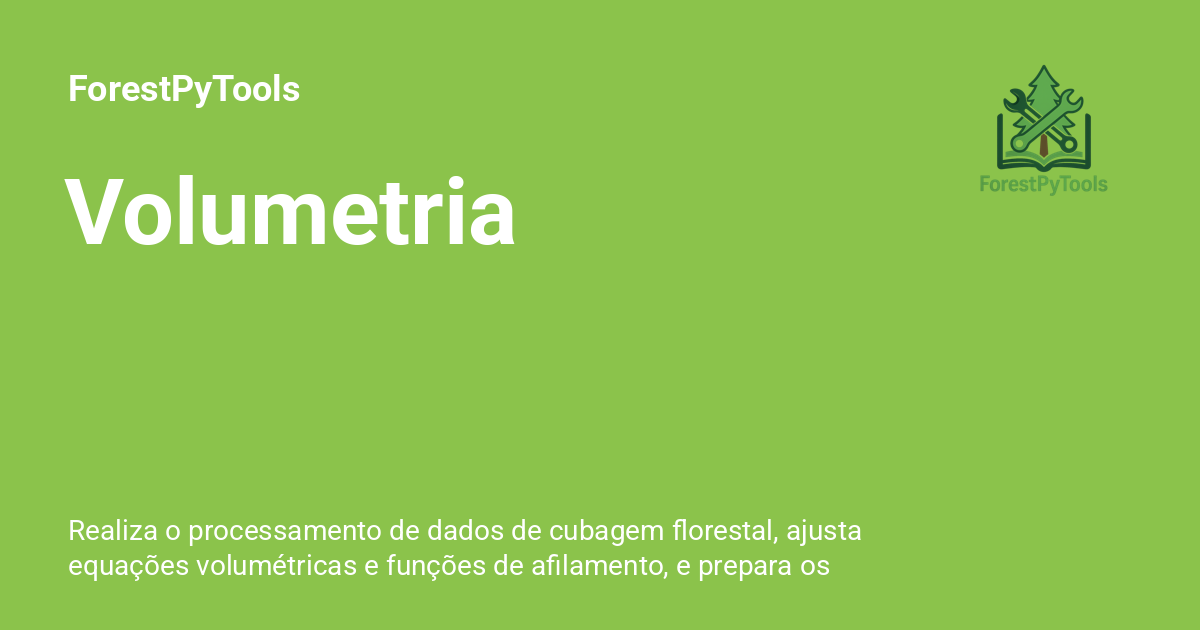 ForestPyTools
ForestPyTools
Volumetria
Realiza o processamento de dados de cubagem florestal, ajusta
equações volumétricas e funções de afilamento, e prepara os